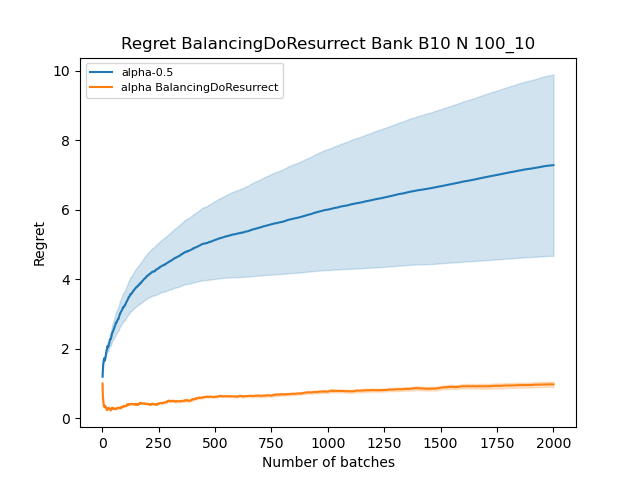 Regret BalancingDoResurrect Bank B10 N 100_10
alpha-0.5
alpha BalancingDoResurrect
10
8
6
4
2
0
Regret
0 250 500 750 1000 1250 1500 1750 2000
Number of batches